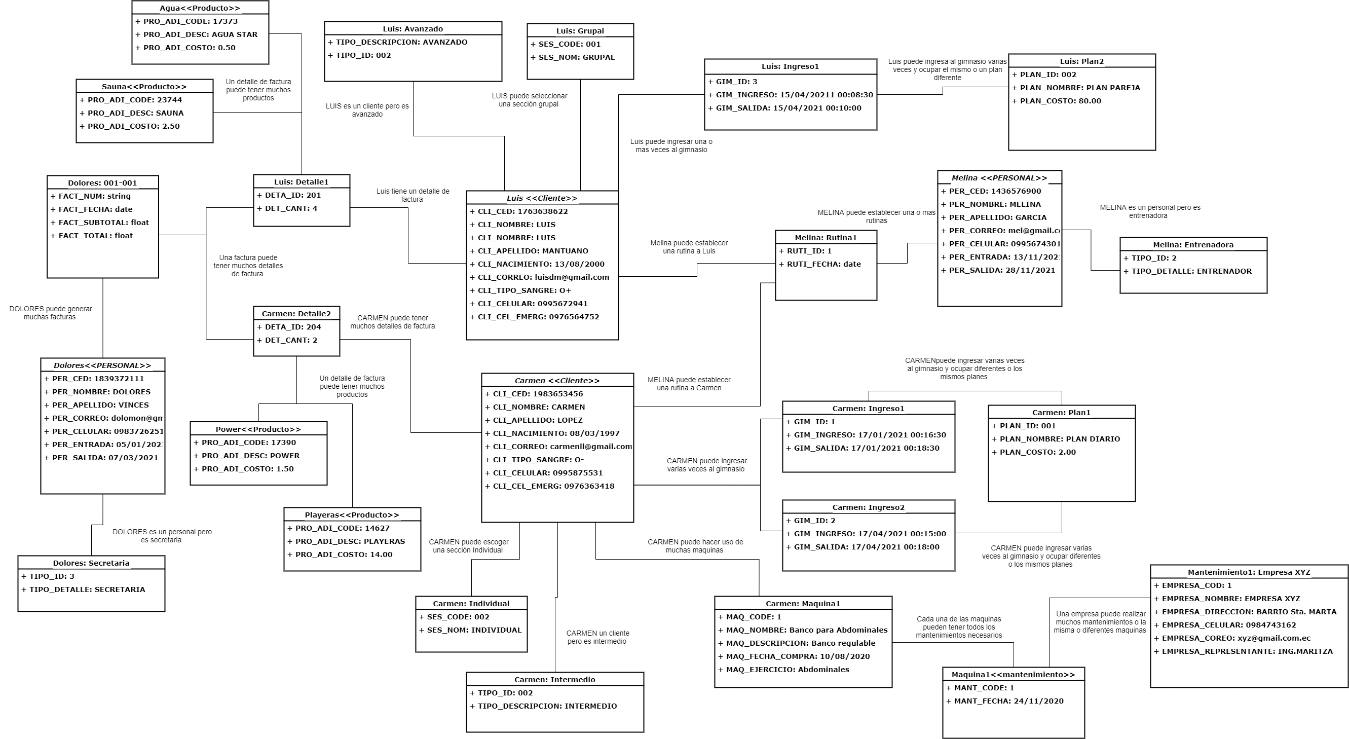 Agua<<Producto>>
+ PRO_ADI_CODE: 17373
+ PRO_ADI_DESC: AGUA STAR
+ PRO_ADI_COSTO: 0.50
Sauna<<Producto>>
+ PRO_ADI_CODE: 23744
+ PRO_ADI_DESC: SAUNA
+ PRO_ADI_COSTO: 2.50
Un detalle de factura
puede tener muchos
productos
Luis: Avanzado
+ TIPO_DESCRIPCION: AVANZADO
+ TIPO_ID: 002
LUIS es un cliente pero es
avanzado
Luis: Grupal
+ SES_CODE: 001
+ SES_NOM: GRUPAL
LUIS puede seleccionar
una sección grupal
Luis: Ingreso1
+ GIM_ID: 3
+ GIM_INGRESO: 15/04/20211 00:08:30
+ GIM_SALIDA: 15/04/2021 00:10:00
Luis puede ingresa al gimnasio varias
veces y ocupar el mismo o un plan
diferente
Luis: Plan2
+ PLAN_ID: 002
+ PLAN_NOMBRE: PLAN PAREJA
+ PLAN_COSTO: 80.00
Luis puede ingresar una o
mas veces al gimnasio
Dolores: 001-001
+ FACT_NUM: string
+ FACT_FECHA: date
+ FACT_SUBTOTAL: float
+ FACT_TOTAL: float
Luis: Detalle1
+ DETA_ID: 201
+ DET_CANT: 4
Luis tiene un detalle de
factura
Luis <<Cliente>>
+ CLI_CED: 1763638622
+ CLI_NOMBRE: LUIS
+ CLI_NOMBRE: LUIS
+ CLI_APELLIDO: MANTUANO
+ CLI_NACIMIENTO: 13/08/2000
+ CLI_CORREO: luisdm@gmail.com
+ CLI_TIPO_SANGRE: O+
+ CLI_CELULAR: 0995672941
+ CLI_CEL_EMERG: 0976564752
Melina puede establecer
una rutina a Luis
Melina: Rutina1
+ RUTI_ID: 1
+ RUTI_FECHA: date
MELINA puede establecer una o mas
rutinas
Melina <<PERSONAL>>
+ PER_CED: 1436576900
+ PER_NOMBRE: MELINA
+ PER_APELLIDO: GARCIA
+ PER_CORREO: mel@gmail.c
+ PER_CELULAR: 0995674301
+ PER_ENTRADA: 13/11/202
+ PER_SALIDA: 28/11/2021
MELINA es un personal pero es
entrenadora
Melina: Entrenadora
+ TIPO_ID: 2
+ TIPO_DETALLE: ENTRENADOR
Una factura puede
tener muchos detalles
de factura
DOLORES puede generar
muchas facturas
Carmen: Detalle2
+ DETA_ID: 204
+ DET_CANT: 2
CARMEN puede tener
muchos detalles de factura
Dolores<<PERSONAL>>
+ PER_CED: 1839372111
+ PER_NOMBRE: DOLORES
+ PER_APELLIDO: VINCES
+ PER_CORREO: dolomon@gm
+ PER_CELULAR: 0983726251
+ PER_ENTRADA: 05/01/202
+ PER_SALIDA: 07/03/2021
Un detalle de factura
puede tener muchos
productos
Power<<Producto>>
+ PRO_ADI_CODE: 17390
+ PRO_ADI_DESC: POWER
+ PRO_ADI_COSTO: 1.50
Playeras<<Producto>>
+ PRO_ADI_CODE: 14627
+ PRO_ADI_DESC: PLAYERAS
+ PRO_ADI_COSTO: 14.00
DOLORES es un personal pero
es secretaria
Dolores: Secretaria
+ TIPO_ID: 3
+ TIPO_DETALLE: SECRETARIA
Carmen <<Cliente>>
+ CLI_CED: 1983653456
+ CLI_NOMBRE: CARMEN
+ CLI_APELLIDO: LOPEZ
+ CLI_NACIMIENTO: 08/03/1997
+ CLI_CORREO: carmenll@gmail.com
+ CLI_TIPO_SANGRE: O-
+ CLI_CELULAR: 0995875531
+ CLI_CEL_EMERG: 0976363418
MELINA puede establecer
una rutina a Carmen
CARMEN puede ingresar
varias veces al gimnasio
Carmen: Ingreso1
+ GIM_ID: 1
+ GIM_INGRESO: 17/01/2021 00:16:30
+ GIM_SALIDA: 17/01/2021 00:18:30
CARMENpuede ingresar varias veces
al gimnasio y ocupar diferentes o los
mismos planes
Carmen: Plan1
+ PLAN_ID: 001
+ PLAN_NOMBRE: PLAN DIARIO
+ PLAN_COSTO: 2.00
Carmen: Ingreso2
+ GIM_ID: 2
+ GIM_INGRESO: 17/04/2021 00:15:00
+ GIM_SALIDA: 17/04/2021 00:18:00
CARMEN puede ingresar varias
veces al gimnasio y ocupar diferentes
o los mismos planes
CARMEN puede escoger
una sección Individual
CARMEN puede hacer uso de
muchas maquinas
Carmen: Individual
+ SES_CODE: 002
+ SES_NOM: INDIVIDUAL
CARMEN un cliente
pero es intermedio
Carmen: Intermedio
+ TIPO_ID: 002
+ TIPO_DESCRIPCION: INTERMEDIO
Carmen: Maquina1
+ MAQ_CODE: 1
+ MAQ_NOMBRE: Banco para Abdominales
+ MAQ_DESCRIPCION: Banco regulable
+ MAQ_FECHA_COMPRA: 10/08/2020
+ MAQ_EJERCICIO: Abdominales
Cada una de las maquinas
pueden tener todos los
mantenimientos necesarios
Maquina1<<mantenimiento>>
+ MANT_CODE: 1
+ MANT_FECHA: 24/11/2020
Una empresa puede realizar
muchos mantenimientos o la
misma o diferentes maquinas
Mantenimiento1: Empresa XYZ
+ EMPRESA_COD: 1
+ EMPRESA_NOMBRE: EMPRESA XYZ
+ EMPRESA_DIRECCION: BARRIO Sta. MARTA
+ EMPRESA_CELULAR: 0984743162
+ EMPRESA_COREO: xyz@gmail.com.ec
+ EMPRESA_REPRESENTANTE: ING.MARITZA